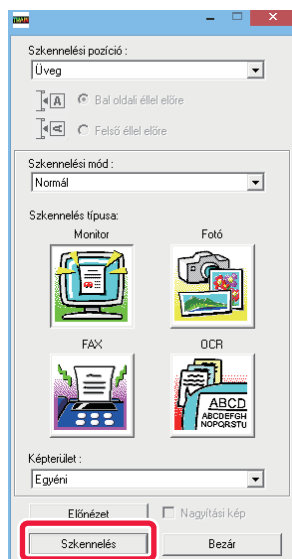 TWAIN
Szkennelési pozíció :
Üveg
A Bal oldali éllel előre
A Felső éllel előre
Szkennelési mód :
Normál
Szkennelés típusa:
Monitor Fotó
FAX OCR
ABCD
ABCDEFGH
NOPQRSTU
Képterület :
Egyéni
Előnézet Nagyítási kép
Szkennelés Bezár